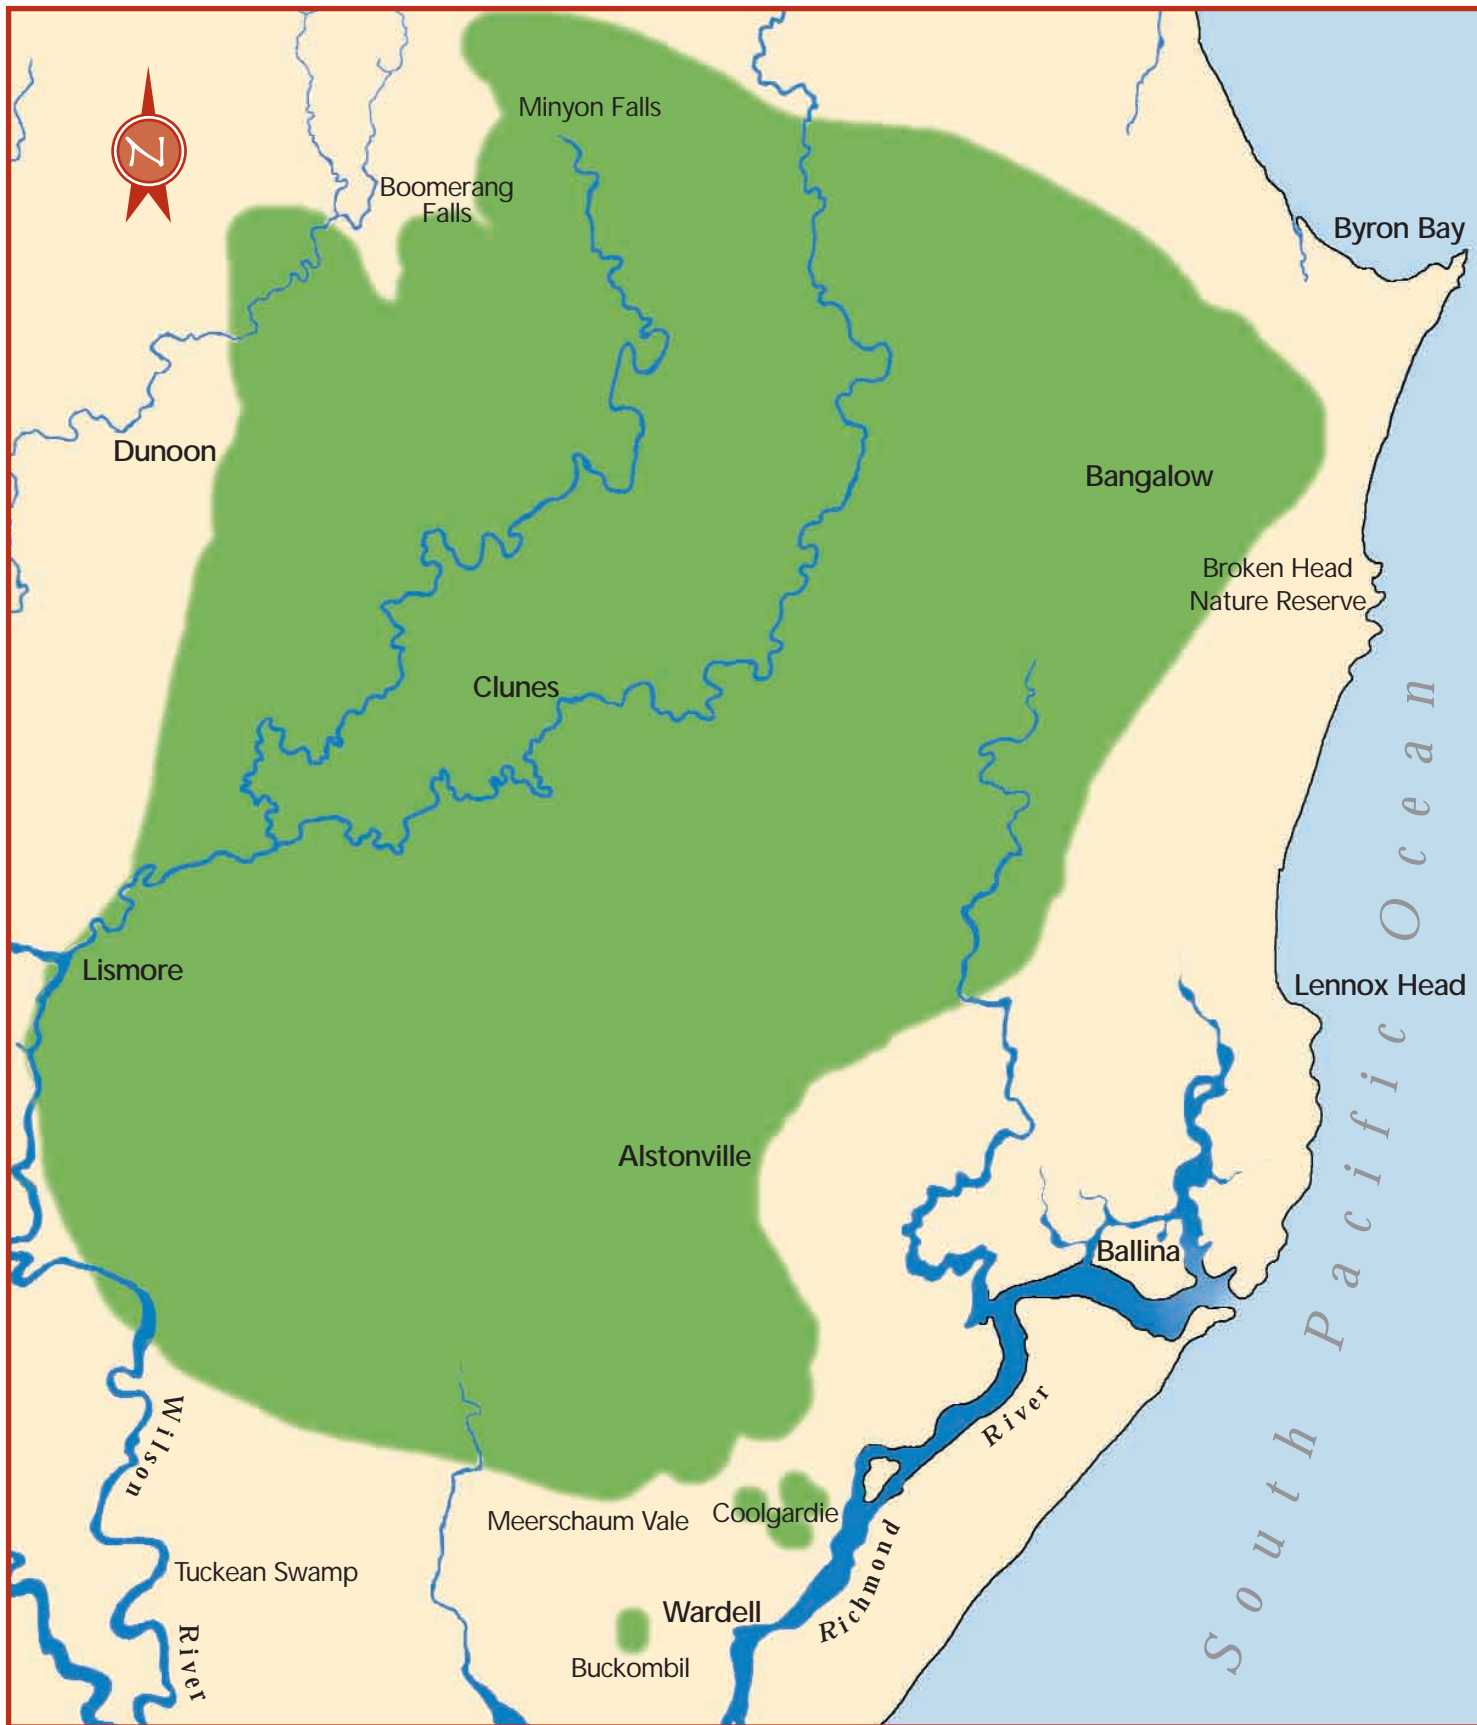 Minyon Falls
N
Boomerang
Falls
Byron Bay
Dunoon
Bangalow
Broken Head
Nature Reserve
Clunes
Lismore
Lennox Head
South Pacific Ocean
Alstonville
Ballina
River
Wilson
Meerschaum Vale
Coolgardie
Richmond
Tuckean Swamp
Wardell
River
Buckombil